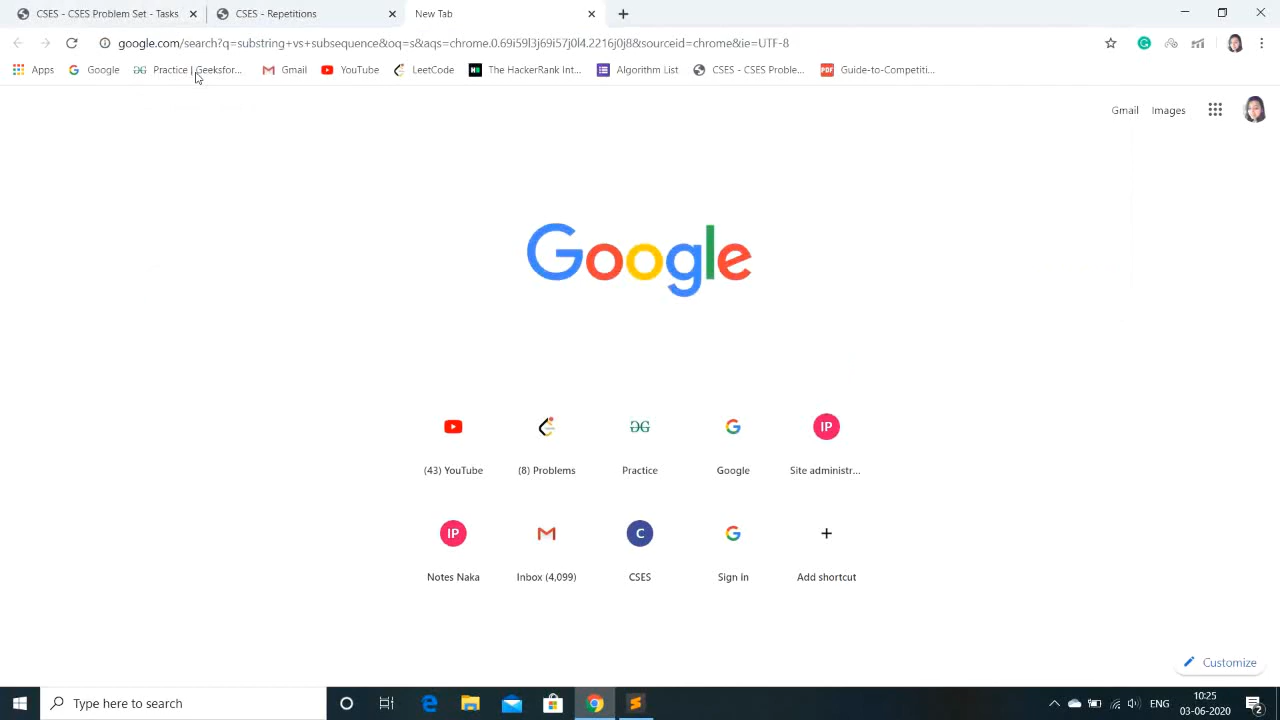 CSES - CSES Problem Set - Tasks
CSES - Repetitions
New Tab
google.com/search?q=substring+vs+subsequence&oq=s&aqs=chrome.0.69i59l3j69i57j0l4.2216j0j8&sourceid=chrome&ie=UTF-8
Apps
Google
Practice | Geeksfor...
Gmail
YouTube
LeetCode
The HackerRank Int...
Algorithm List
CSES - CSES Proble...
Guide-to-Competiti...
Gmail
Images
Google
(43) YouTube
(8) Problems
Practice
Google
Site administr...
Notes Naka
Inbox (4,099)
CSES
Sign in
Add shortcut
Customize
Type here to search
ENG
10:25
03-06-2020